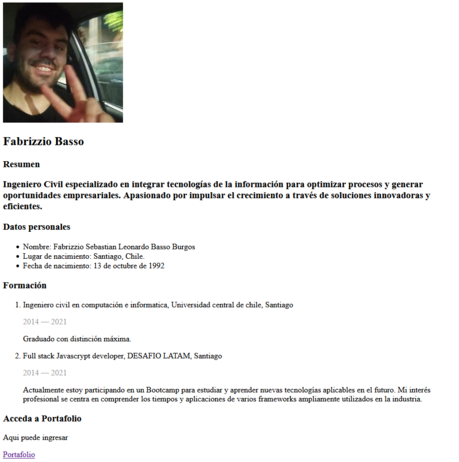 Fabrizzio Basso
Resumen
Ingeniero Civil especializado en integrar tecnologías de la información para optimizar procesos y generar
oportunidades empresariales. Apasionado por impulsar el crecimiento a través de soluciones innovadoras y
eficientes.
Datos personales
• Nombre: Fabrizzio Sebastian Leonardo Basso Burgos
• Lugar de nacimiento: Santiago, Chile.
• Fecha de nacimiento: 13 de octubre de 1992
Formación
1. Ingeniero civil en computación e informatica, Universidad central de chile, Santiago
2014 — 2021
Graduado con distinción máxima.
2. Full stack Javascrypt developer, DESAFIO LATAM, Santiago
2014 — 2021
Actualmente estoy participando en un Bootcamp para estudiar y aprender nuevas tecnologías aplicables en el futuro. Mi interés
profesional se centra en comprender los tiempos y aplicaciones de varios frameworks ampliamente utilizados en la industria.
Acceda a Portafolio
Aqui puede ingresar
Portafolio